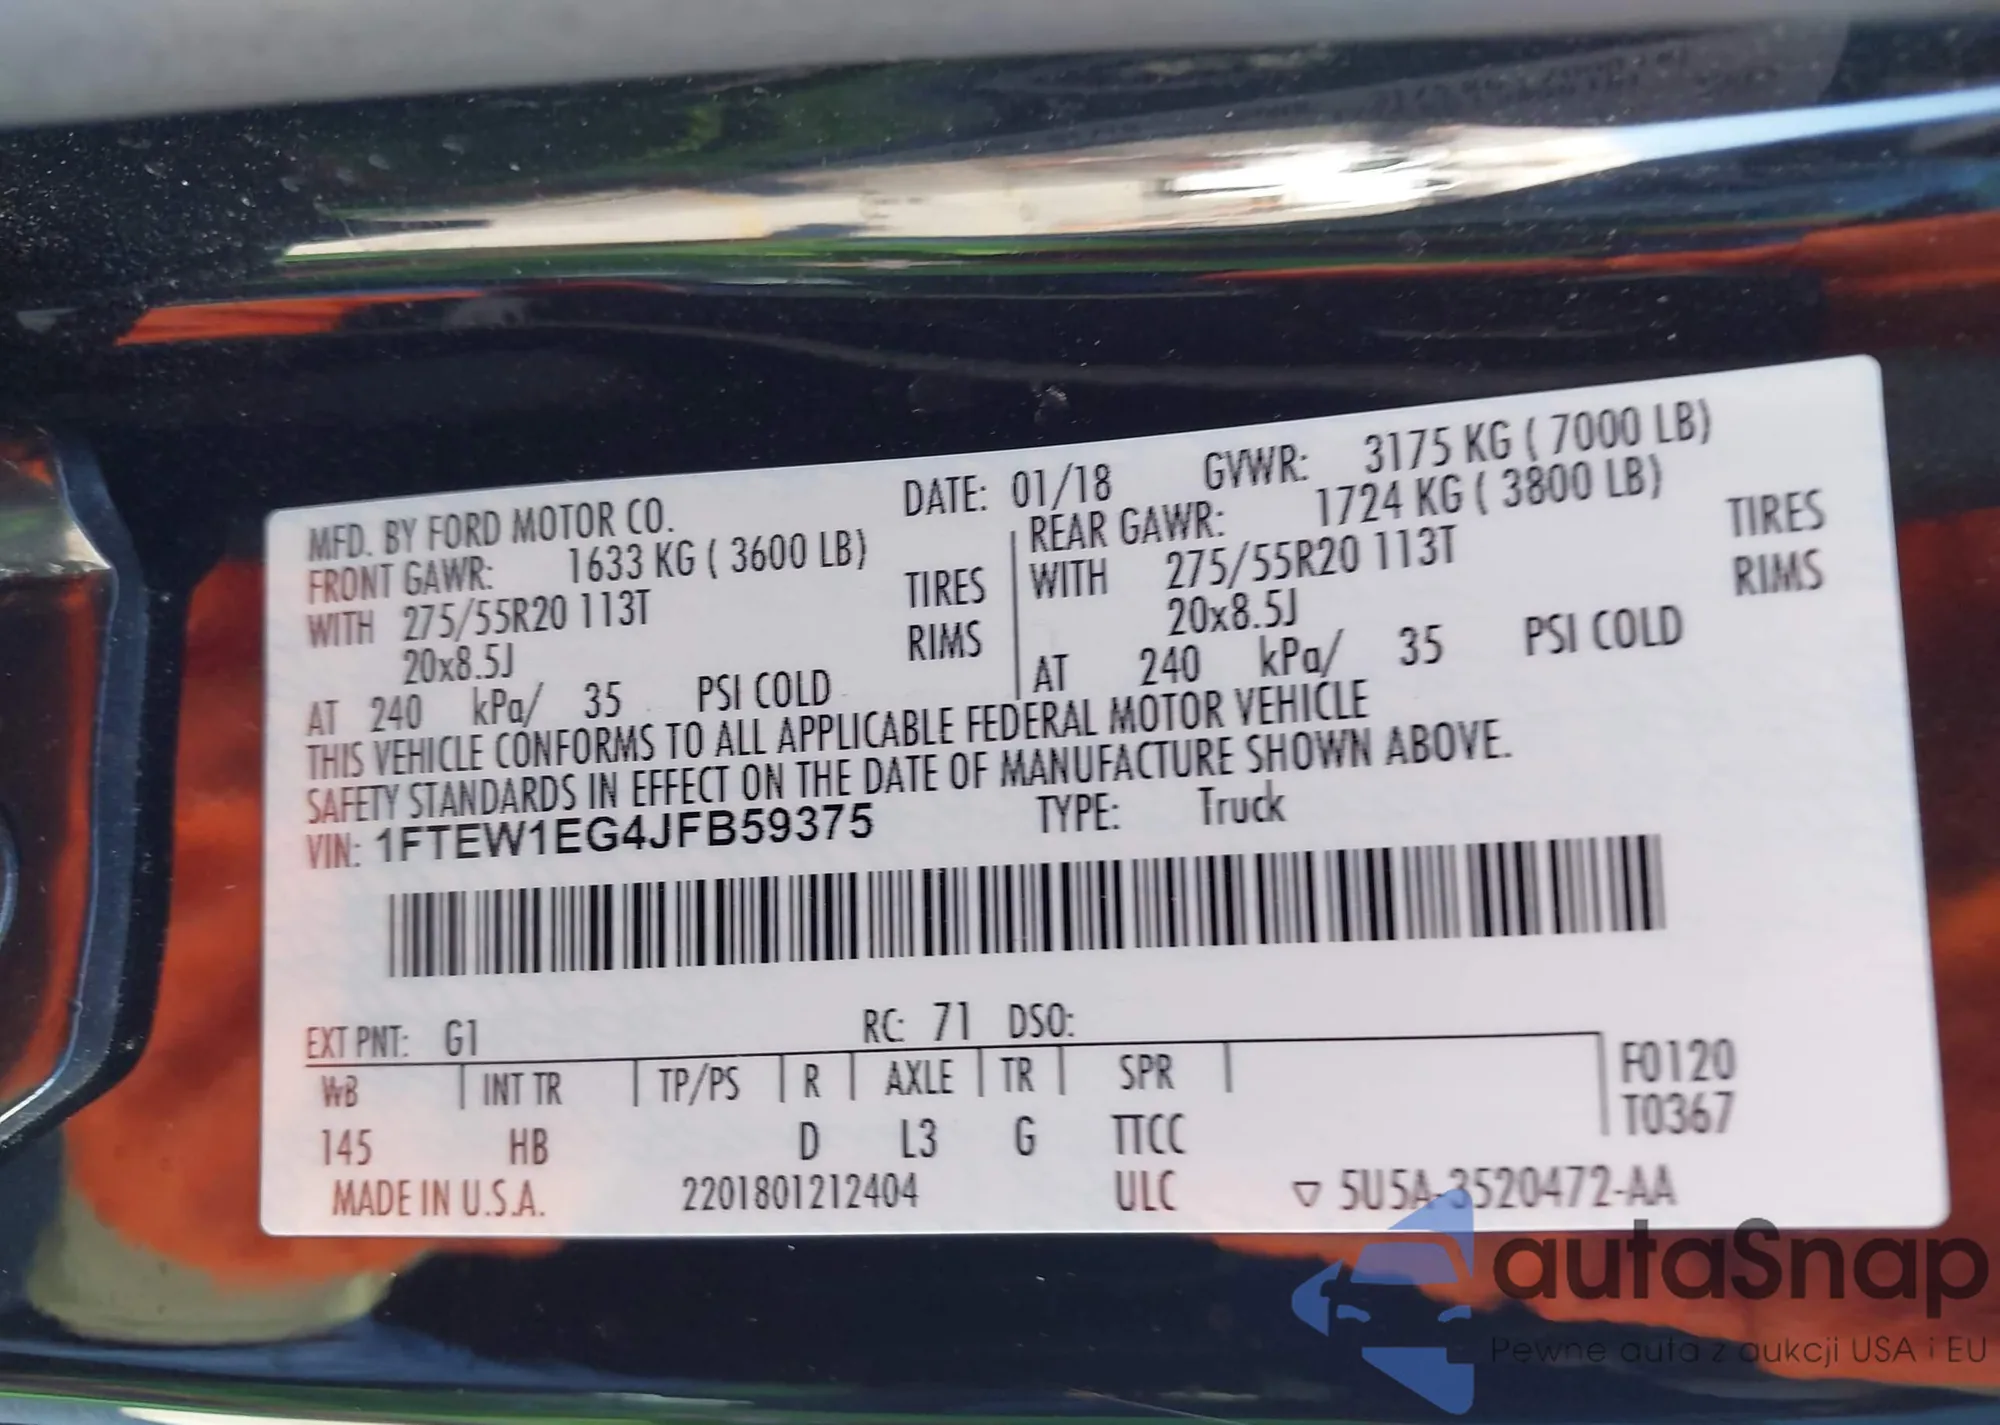 MFD. BY FORD MOTOR CO. DATE: 01/18 GVWR: 3175 KG ( 7000 LB)
FRONT GAWR: 1633 KG ( 3600 LB) REAR GAWR: 1724 KG ( 3800 LB)
WITH 275/55R20 113T TIRES WITH 275/55R20 113T TIRES
20x8.5J RIMS 20x8.5J RIMS
AT 240 kPa/ 35 PSI COLD AT 240 kPa/ 35 PSI COLD
THIS VEHICLE CONFORMS TO ALL APPLICABLE FEDERAL MOTOR VEHICLE
SAFETY STANDARDS IN EFFECT ON THE DATE OF MANUFACTURE SHOWN ABOVE.
VIN: 1FTEW1EG4JFB59375 TYPE: Truck
EXT PNT: G1 RC: 71 DSO:
WB INT TR TP/PS R AXLE TR SPR F0120
145 HB D L3 G TTCC T0367
MADE IN U.S.A. 2201801212404 ULC ▽ 5U5A-3520472-AA
autaSnap
Pewne auta z aukcji USA i EU